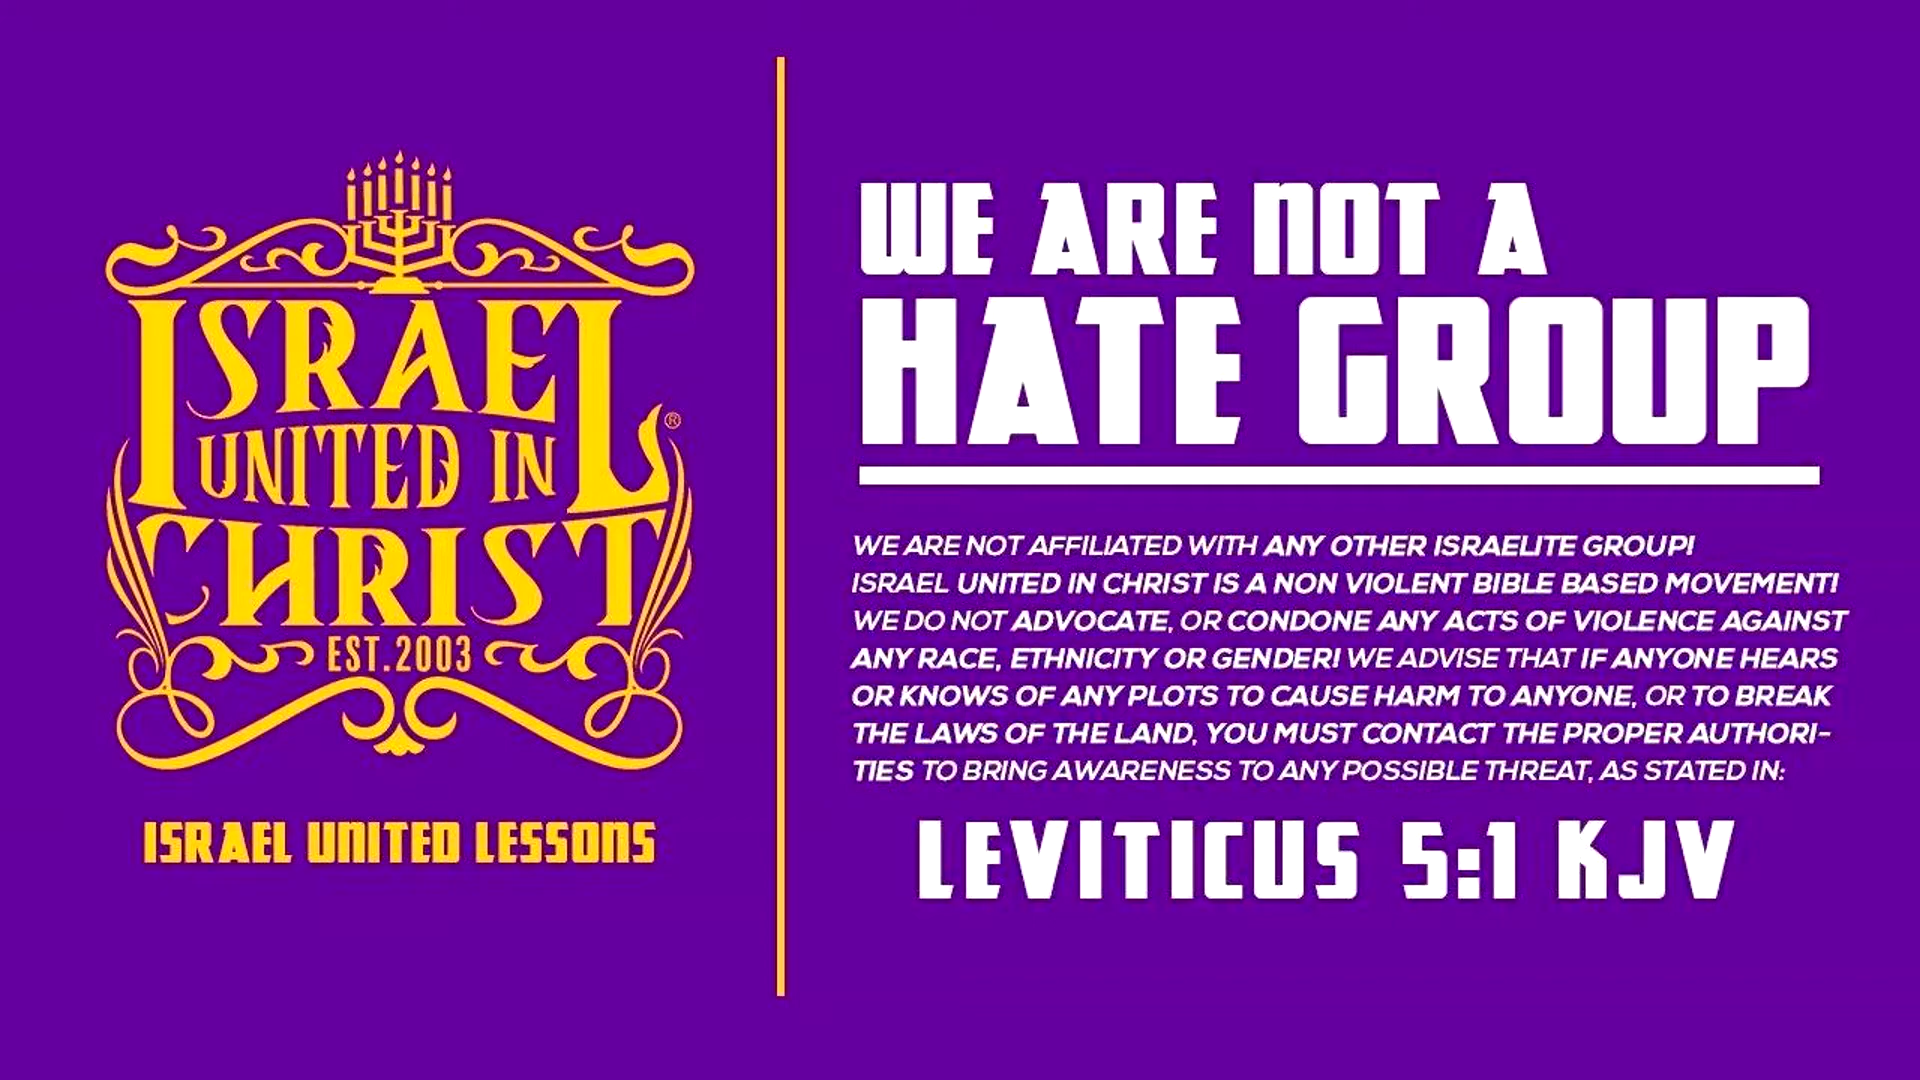 ISRAEL
UNITED IN
CHRIST
®
EST.2003
ISRAEL UNITED LESSONS
WE ARE NOT A
HATE GROUP
WE ARE NOT AFFILIATED WITH ANY OTHER ISRAELITE GROUP!
ISRAEL UNITED IN CHRIST IS A NON VIOLENT BIBLE BASED MOVEMENT!
WE DO NOT ADVOCATE, OR CONDONE ANY ACTS OF VIOLENCE AGAINST
ANY RACE, ETHNICITY OR GENDER! WE ADVISE THAT IF ANYONE HEARS
OR KNOWS OF ANY PLOTS TO CAUSE HARM TO ANYONE, OR TO BREAK
THE LAWS OF THE LAND, YOU MUST CONTACT THE PROPER AUTHORI-
TIES TO BRING AWARENESS TO ANY POSSIBLE THREAT, AS STATED IN:
LEVITICUS 5:1 KJV